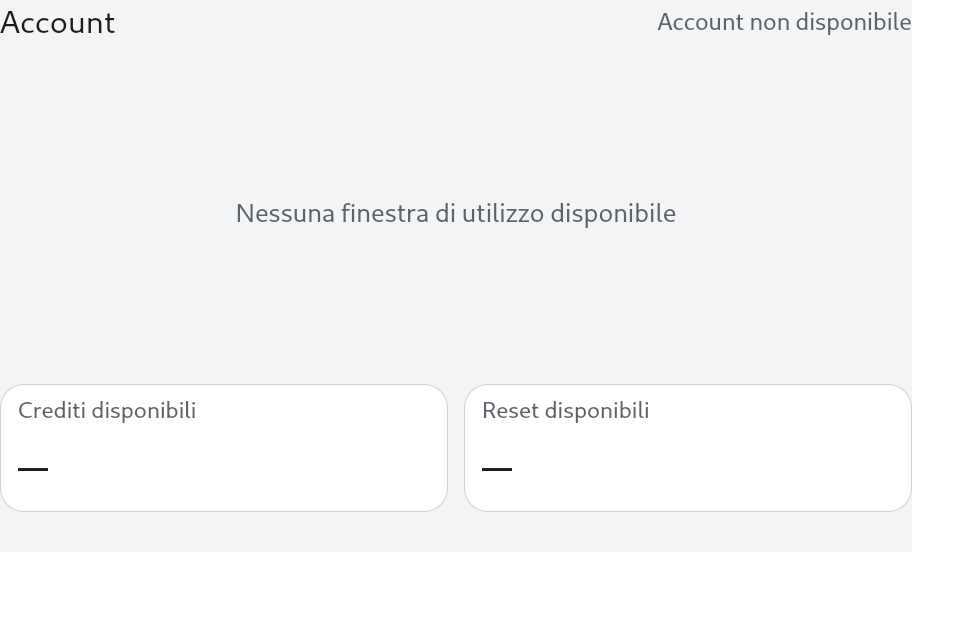 Account
Account non disponibile
Nessuna finestra di utilizzo disponibile
Crediti disponibili
Reset disponibili
—
—